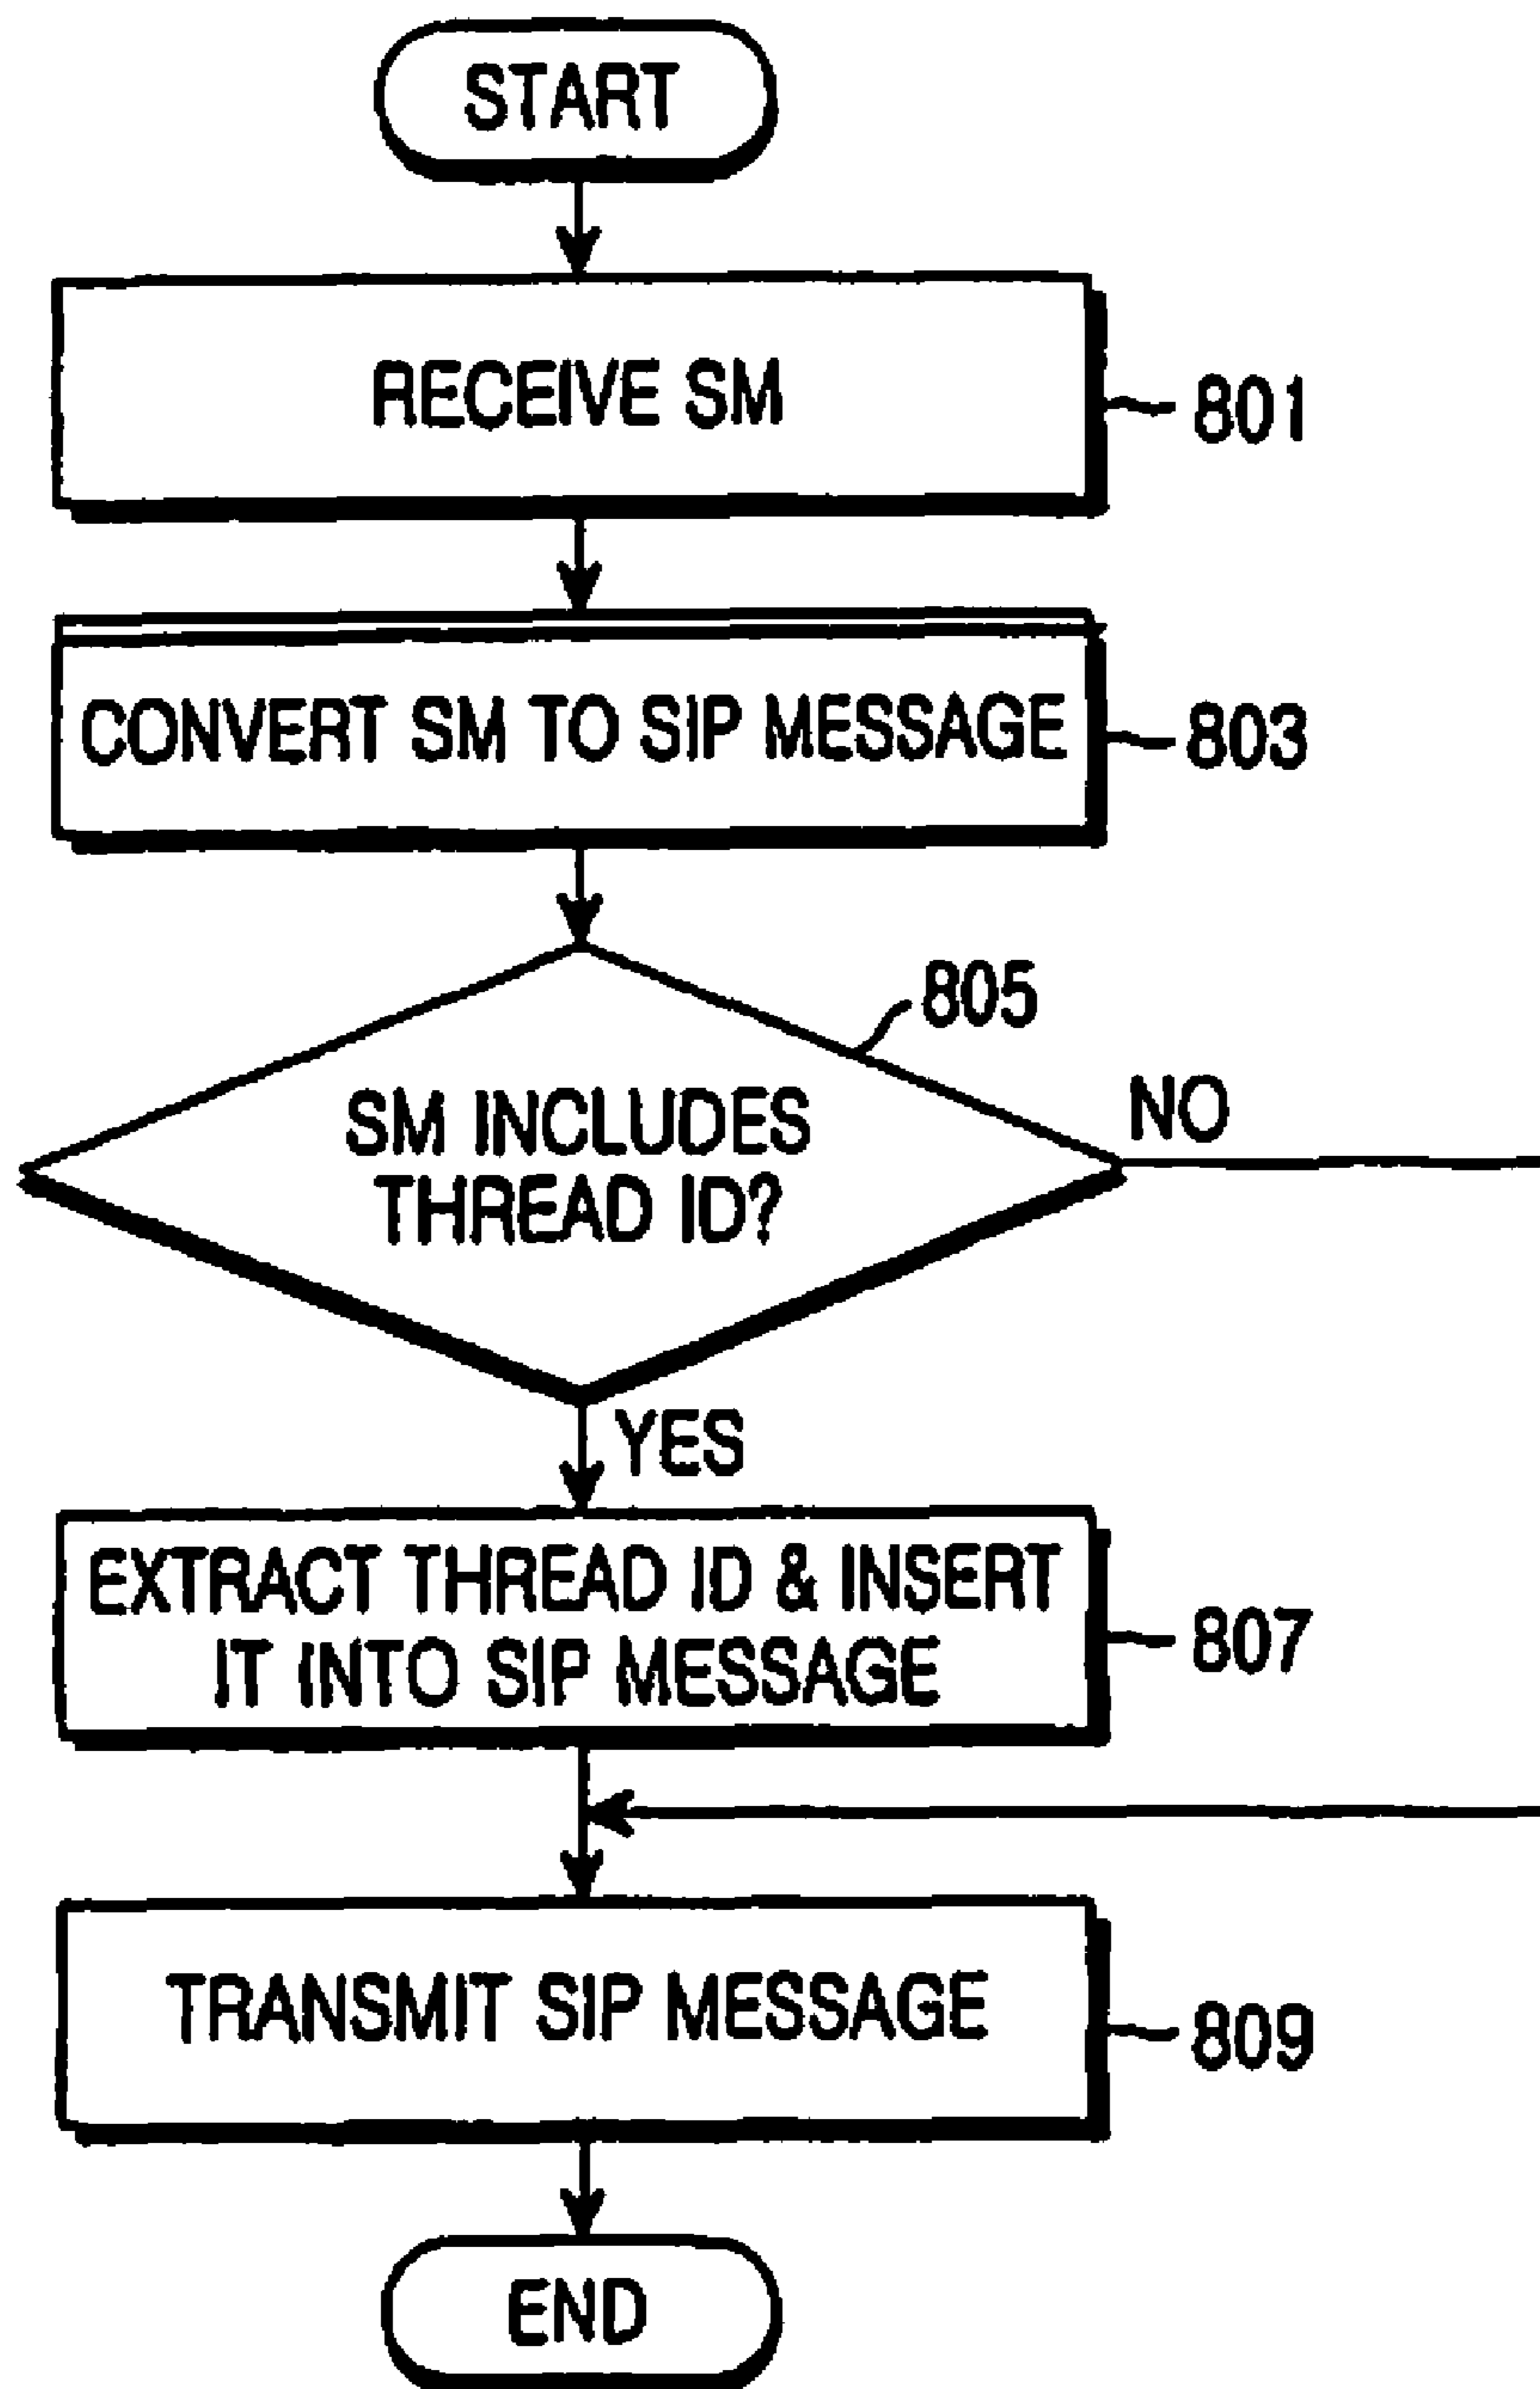 START
RECEIVE SM
801
CONVERT SM TO SIP MESSAGE
803
805
SM INCLUDES
THREAD ID?
NO
YES
EXTRACT THREAD ID & INSERT
IT INTO SIP MESSAGE
807
TRANSMIT SIP MESSAGE
809
END